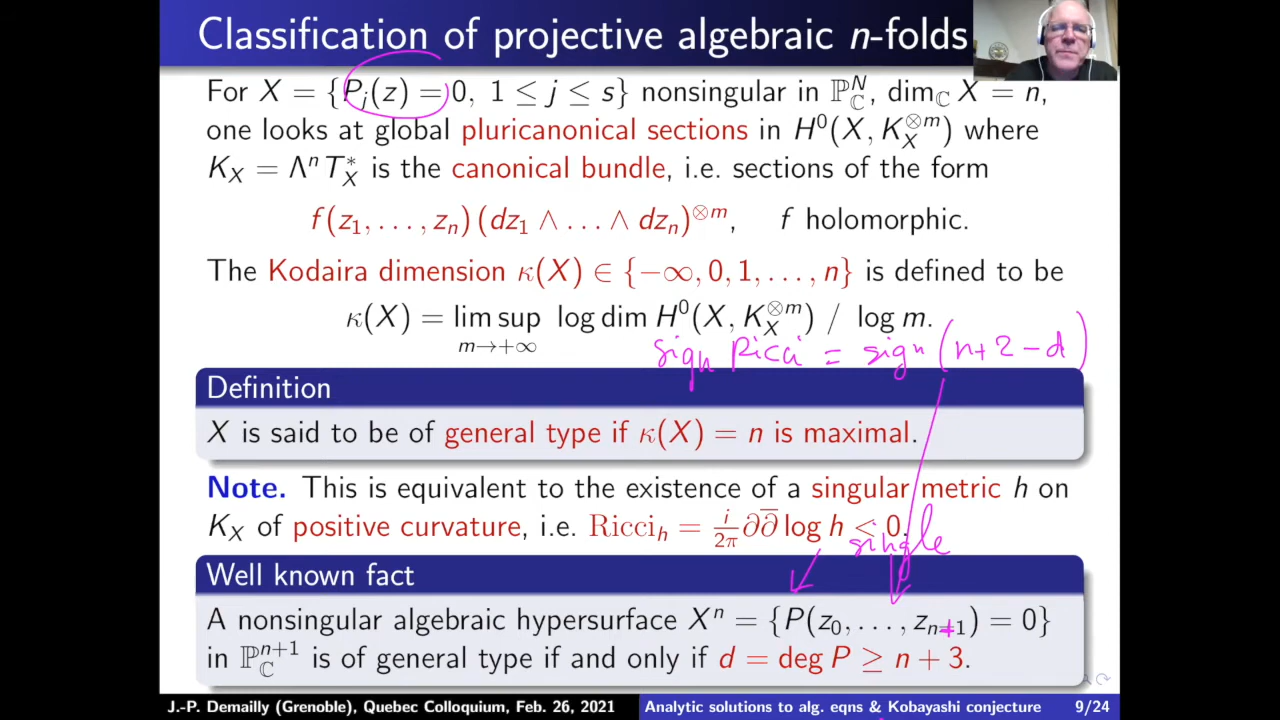 Classification of projective algebraic n-folds
For X = {P_j(z) = 0, 1 ≤ j ≤ s} nonsingular in ℙ^N_ℂ, dim_ℂ X = n,
one looks at global pluricanonical sections in H^0(X, K_X^{⊗m}) where
K_X = Λ^n T_X^* is the canonical bundle, i.e. sections of the form
f(z_1, . . . , z_n) (dz_1 ∧ . . . ∧ dz_n)^{⊗m}, f holomorphic.
The Kodaira dimension κ(X) ∈ {−∞, 0, 1, . . . , n} is defined to be
κ(X) = lim sup_{m→+∞} log dim H^0(X, K_X^{⊗m}) / log m.
sign Ricci = sign (n+2-d)
Definition
X is said to be of general type if κ(X) = n is maximal.
Note. This is equivalent to the existence of a singular metric h on
K_X of positive curvature, i.e. Ricci_h = i/2π ∂∂̅ log h < 0.
single
Well known fact
A nonsingular algebraic hypersurface X^n = {P(z_0, . . . , z_{n+1}) = 0}
in ℙ^{n+1}_ℂ is of general type if and only if d = deg P ≥ n + 3.
J.-P. Demailly (Grenoble), Quebec Colloquium, Feb. 26, 2021 Analytic solutions to alg. eqns & Kobayashi conjecture 9/24